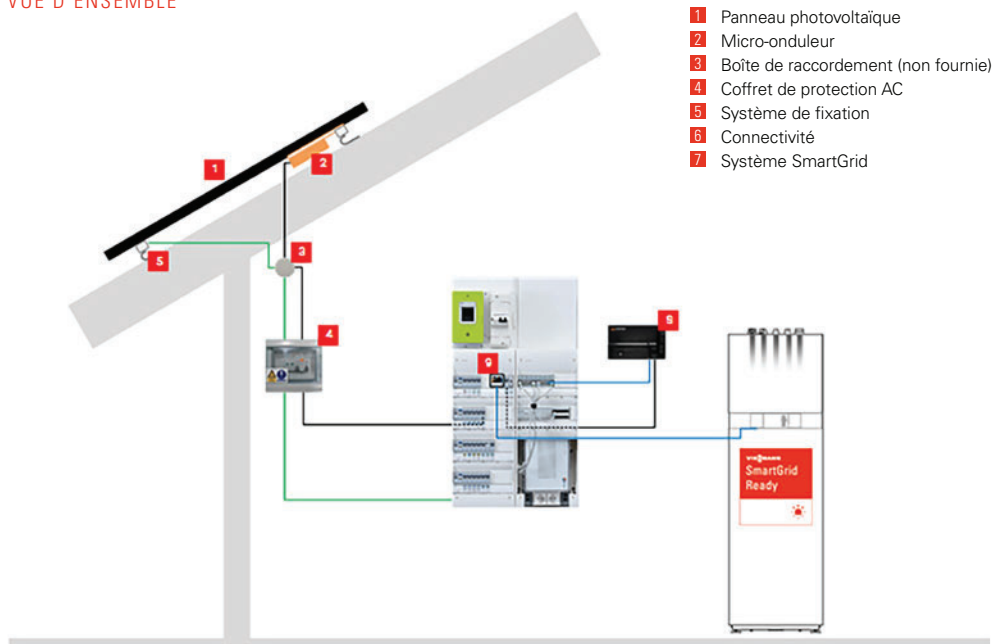 VUE D'ENSEMBLE
1 Panneau photovoltaïque
2 Micro-onduleur
3 Boîte de raccordement (non fournie)
4 Coffret de protection AC
5 Système de fixation
6 Connectivité
7 Système SmartGrid
1
2
3
5
4
VIESMANN
SmartGrid
Ready